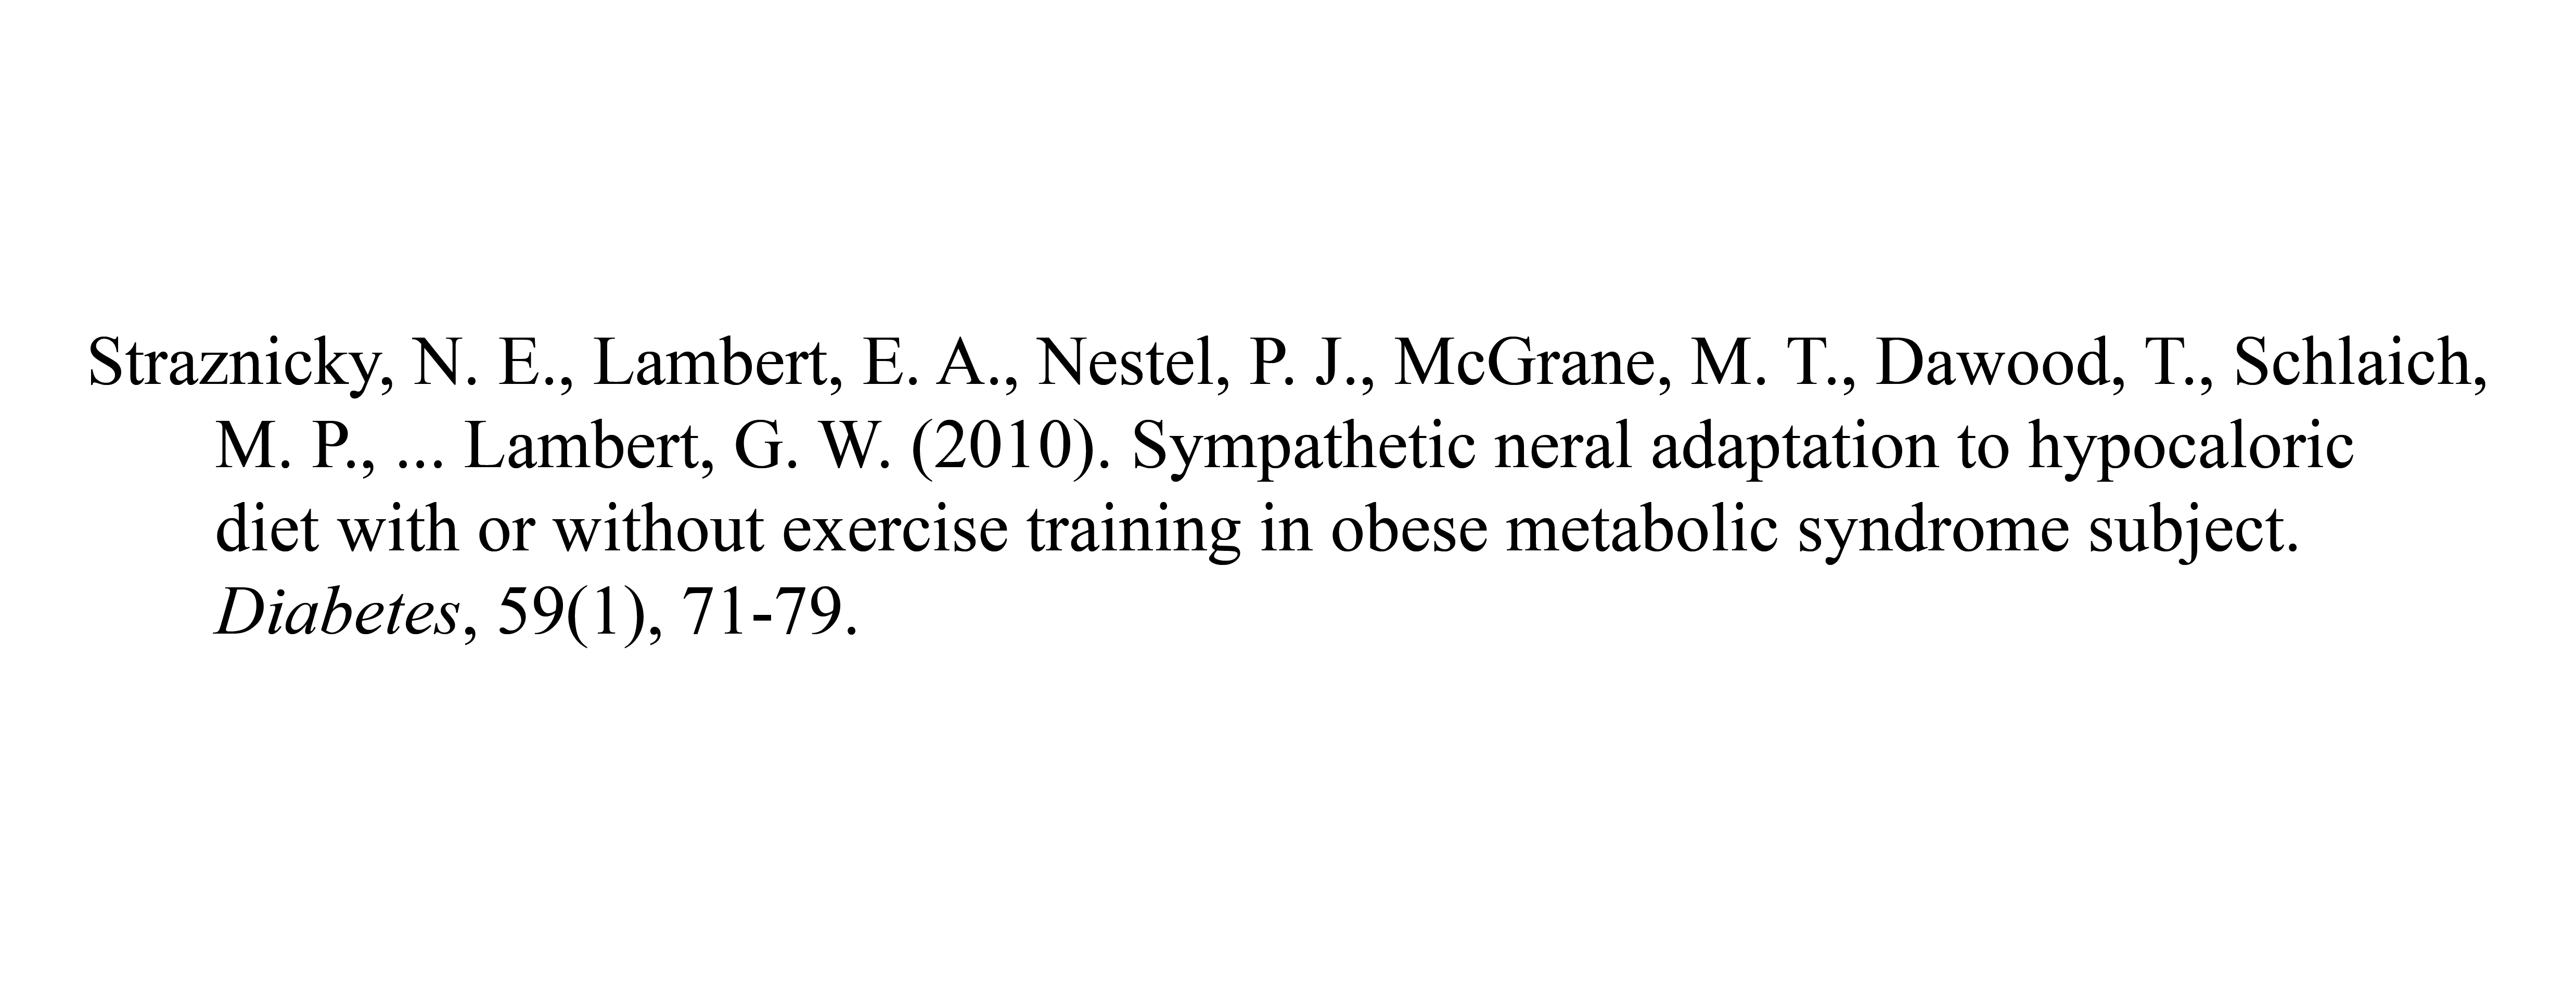 Straznicky, N. E., Lambert, E. A., Nestel, P. J., McGrane, M. T., Dawood, T., Schlaich,
M. P., ... Lambert, G. W. (2010). Sympathetic neral adaptation to hypocaloric
diet with or without exercise training in obese metabolic syndrome subject.
Diabetes, 59(1), 71-79.